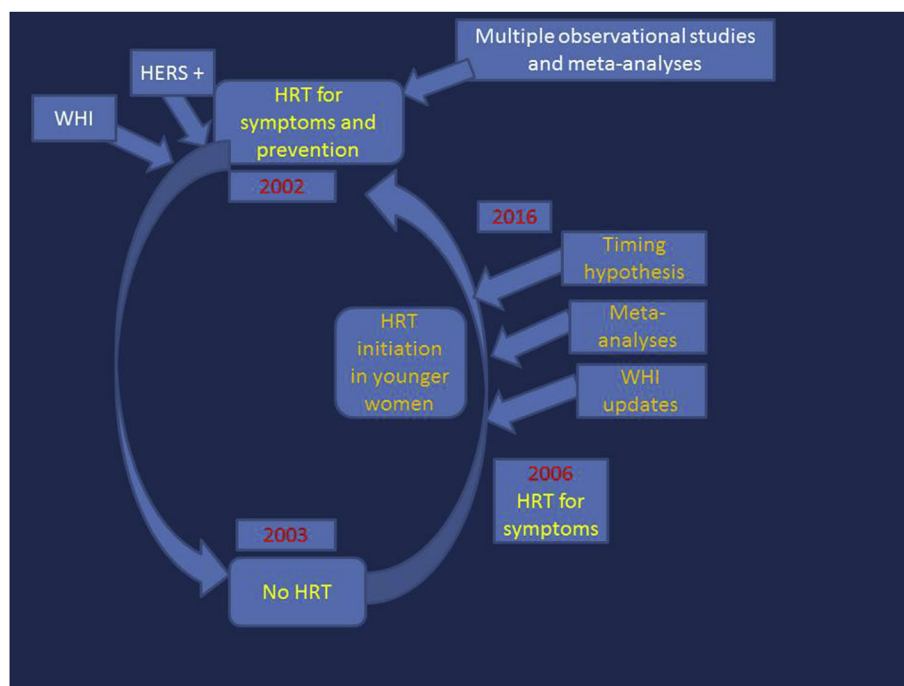 Multiple observational studies
and meta-analyses
HERS +
WHI
HRT for
symptoms and
prevention
2002
2016
Timing
hypothesis
HRT
initiation
in younger
women
Meta-
analyses
WHI
updates
2006
HRT for
symptoms
2003
No HRT